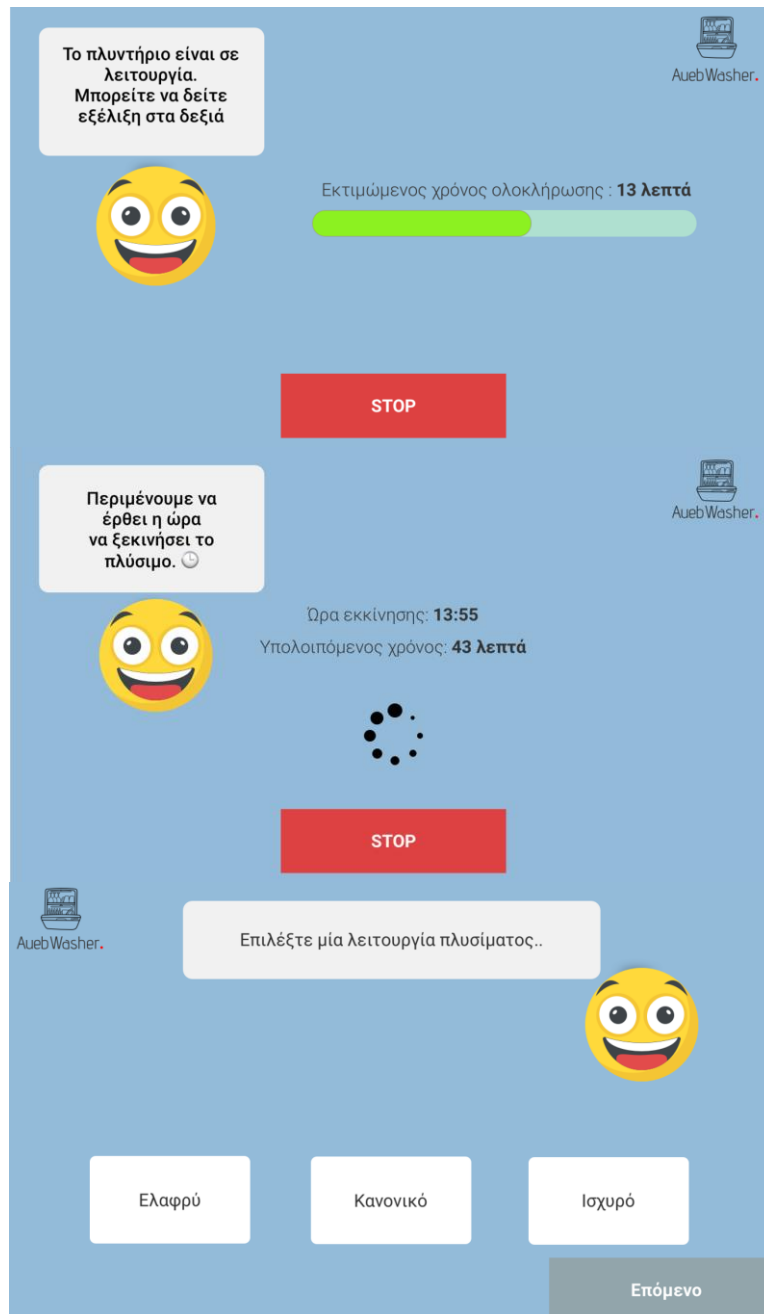 Το πλυντήριο είναι σε
λειτουργία.
Μπορείτε να δείτε
εξέλιξη στα δεξιά
AuebWasher.
Εκτιμώμενος χρόνος ολοκλήρωσης : 13 λεπτά
STOP
Περιμένουμε να
έρθει η ώρα
να ξεκινήσει το
πλύσιμο. 🕒
AuebWasher.
Ώρα εκκίνησης: 13:55
Υπολοιπόμενος χρόνος: 43 λεπτά
STOP
AuebWasher.
Επιλέξτε μία λειτουργία πλυσίματος..
Ελαφρύ
Κανονικό
Ισχυρό
Επόμενο